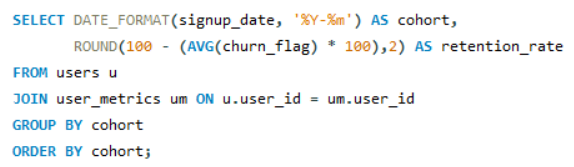 SELECT DATE_FORMAT(signup_date, '%Y-%m') AS cohort,
ROUND(100 - (AVG(churn_flag) * 100),2) AS retention_rate
FROM users u
JOIN user_metrics um ON u.user_id = um.user_id
GROUP BY cohort
ORDER BY cohort;